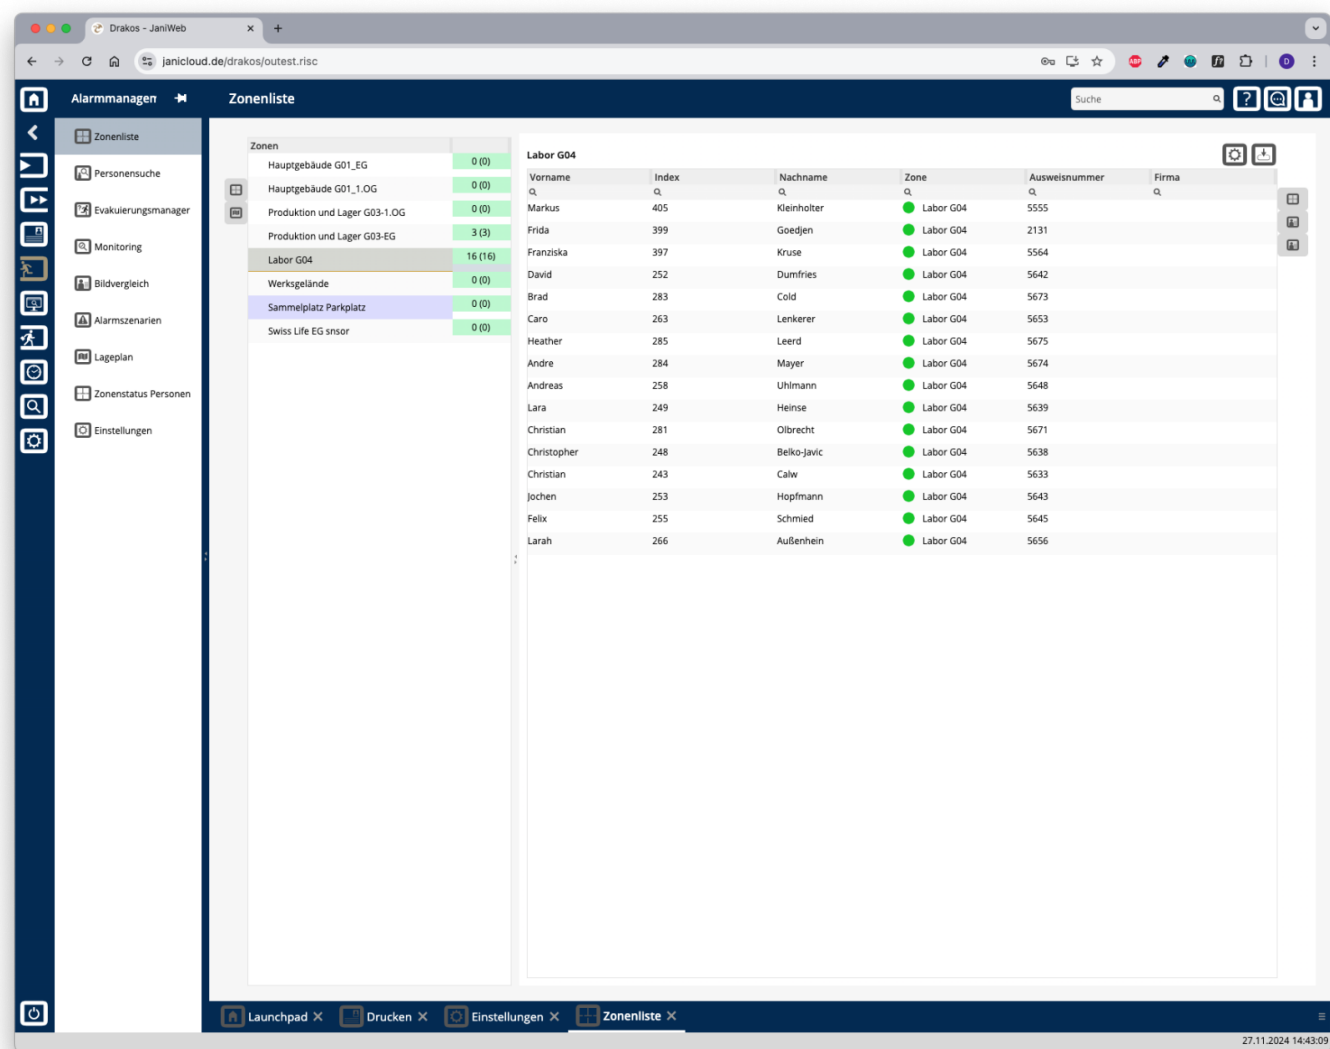 Drakos - JaniWeb
janicloud.de/drakos/outest.risc
ABP
D
Alarmmanagen
Zonenliste
Suche
?
Zonenliste
Personensuche
Evakuierungsmanager
Monitoring
Bildvergleich
Alarmszenarien
Lageplan
Zonenstatus Personen
Einstellungen
Zonen
Hauptgebäude G01_EG 0 (0)
Hauptgebäude G01_1.OG 0 (0)
Produktion und Lager G03-1.OG 0 (0)
Produktion und Lager G03-EG 3 (3)
Labor G04 16 (16)
Werksgelände 0 (0)
Sammelplatz Parkplatz 0 (0)
Swiss Life EG snsor 0 (0)
Labor G04
Vorname Index Nachname Zone Ausweisnummer Firma
Markus 405 Kleinholter Labor G04 5555
Frida 399 Goedjen Labor G04 2131
Franziska 397 Kruse Labor G04 5564
David 252 Dumfries Labor G04 5642
Brad 283 Cold Labor G04 5673
Caro 263 Lenkerer Labor G04 5653
Heather 285 Leerd Labor G04 5675
Andre 284 Mayer Labor G04 5674
Andreas 258 Uhlmann Labor G04 5648
Lara 249 Heinse Labor G04 5639
Christian 281 Olbrecht Labor G04 5671
Christopher 248 Belko-Javic Labor G04 5638
Christian 243 Calw Labor G04 5633
Jochen 253 Hopfmann Labor G04 5643
Felix 255 Schmied Labor G04 5645
Larah 266 Außenhein Labor G04 5656
Launchpad Drucken Einstellungen Zonenliste
27.11.2024 14:43:09